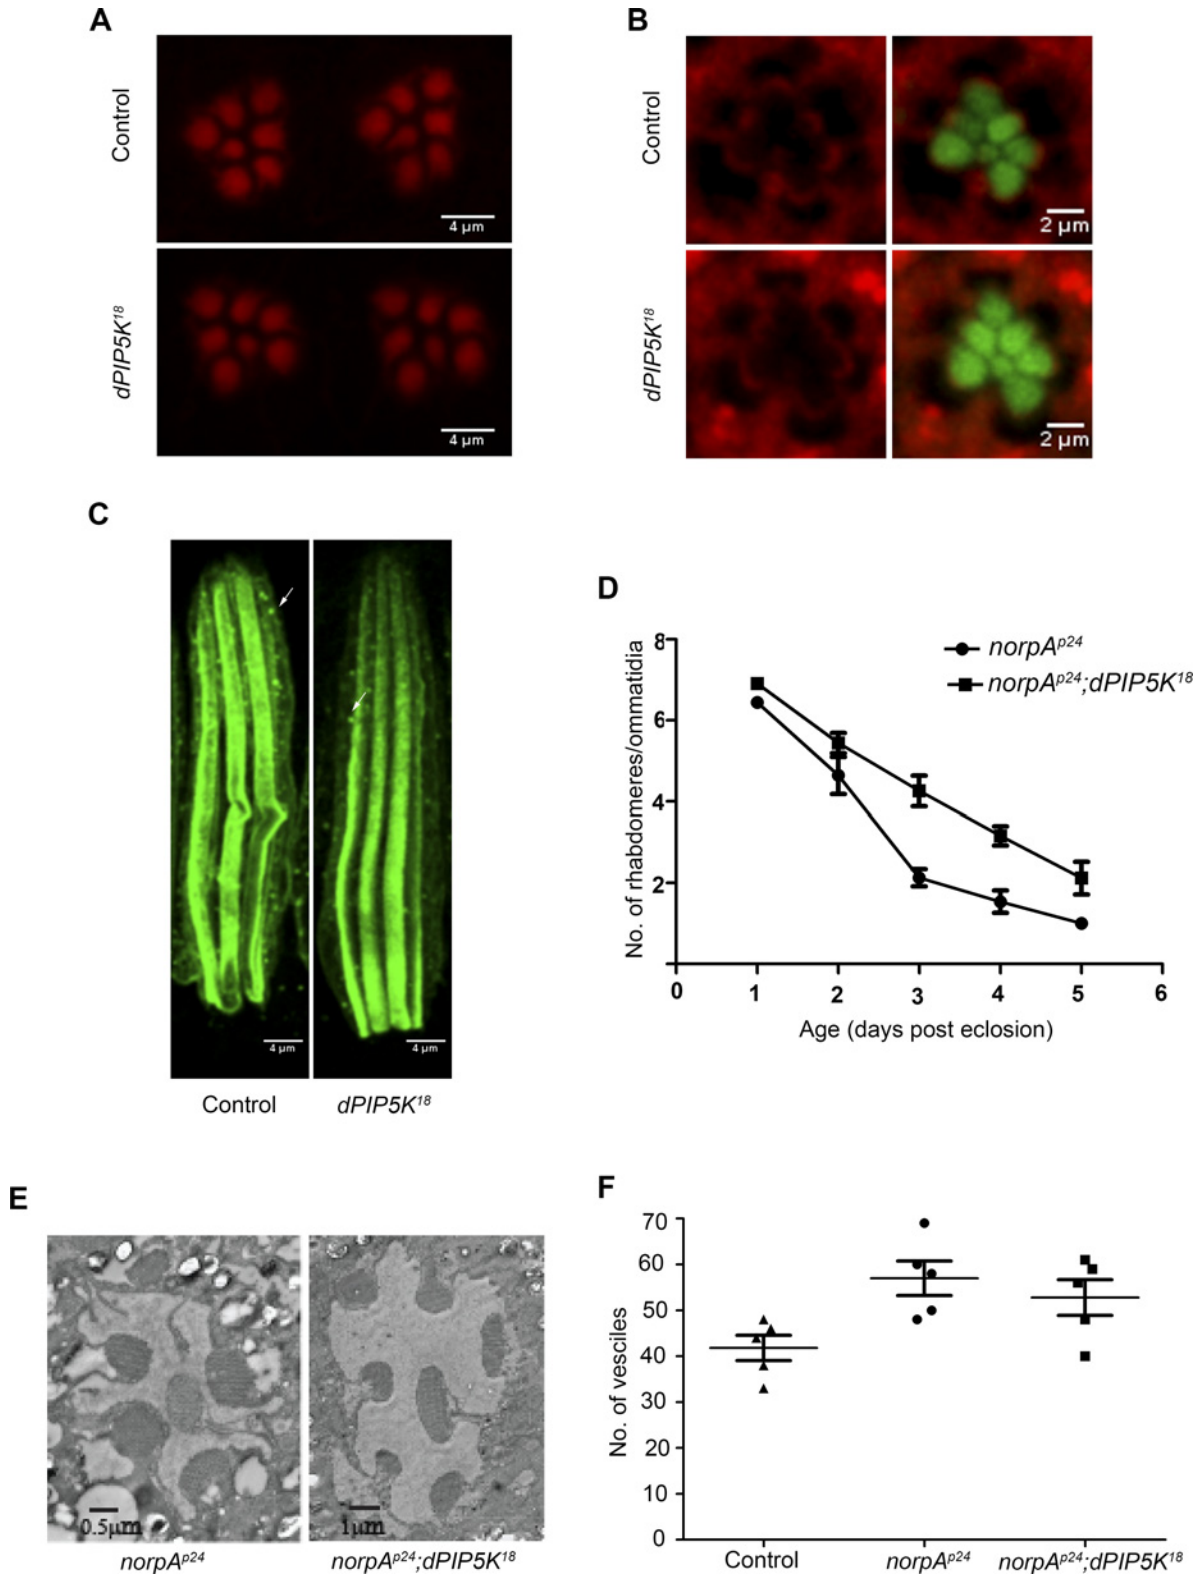 A
B
Control
4 µm
Control
2 µm
dPIP5K18
4 µm
dPIP5K18
2 µm
C
4 µm
4 µm
Control
dPIP5K18
D
norpAp24
norpAp24;dPIP5K18
No. of rhabdomeres/ommatidia
8
6
4
2
0
1
2
3
4
5
6
Age (days post eclosion)
E
0.5µm
1µm
norpAp24
norpAp24;dPIP5K18
F
No. of vesciles
70
60
50
40
30
20
10
0
Control
norpAp24
norpAp24;dPIP5K18